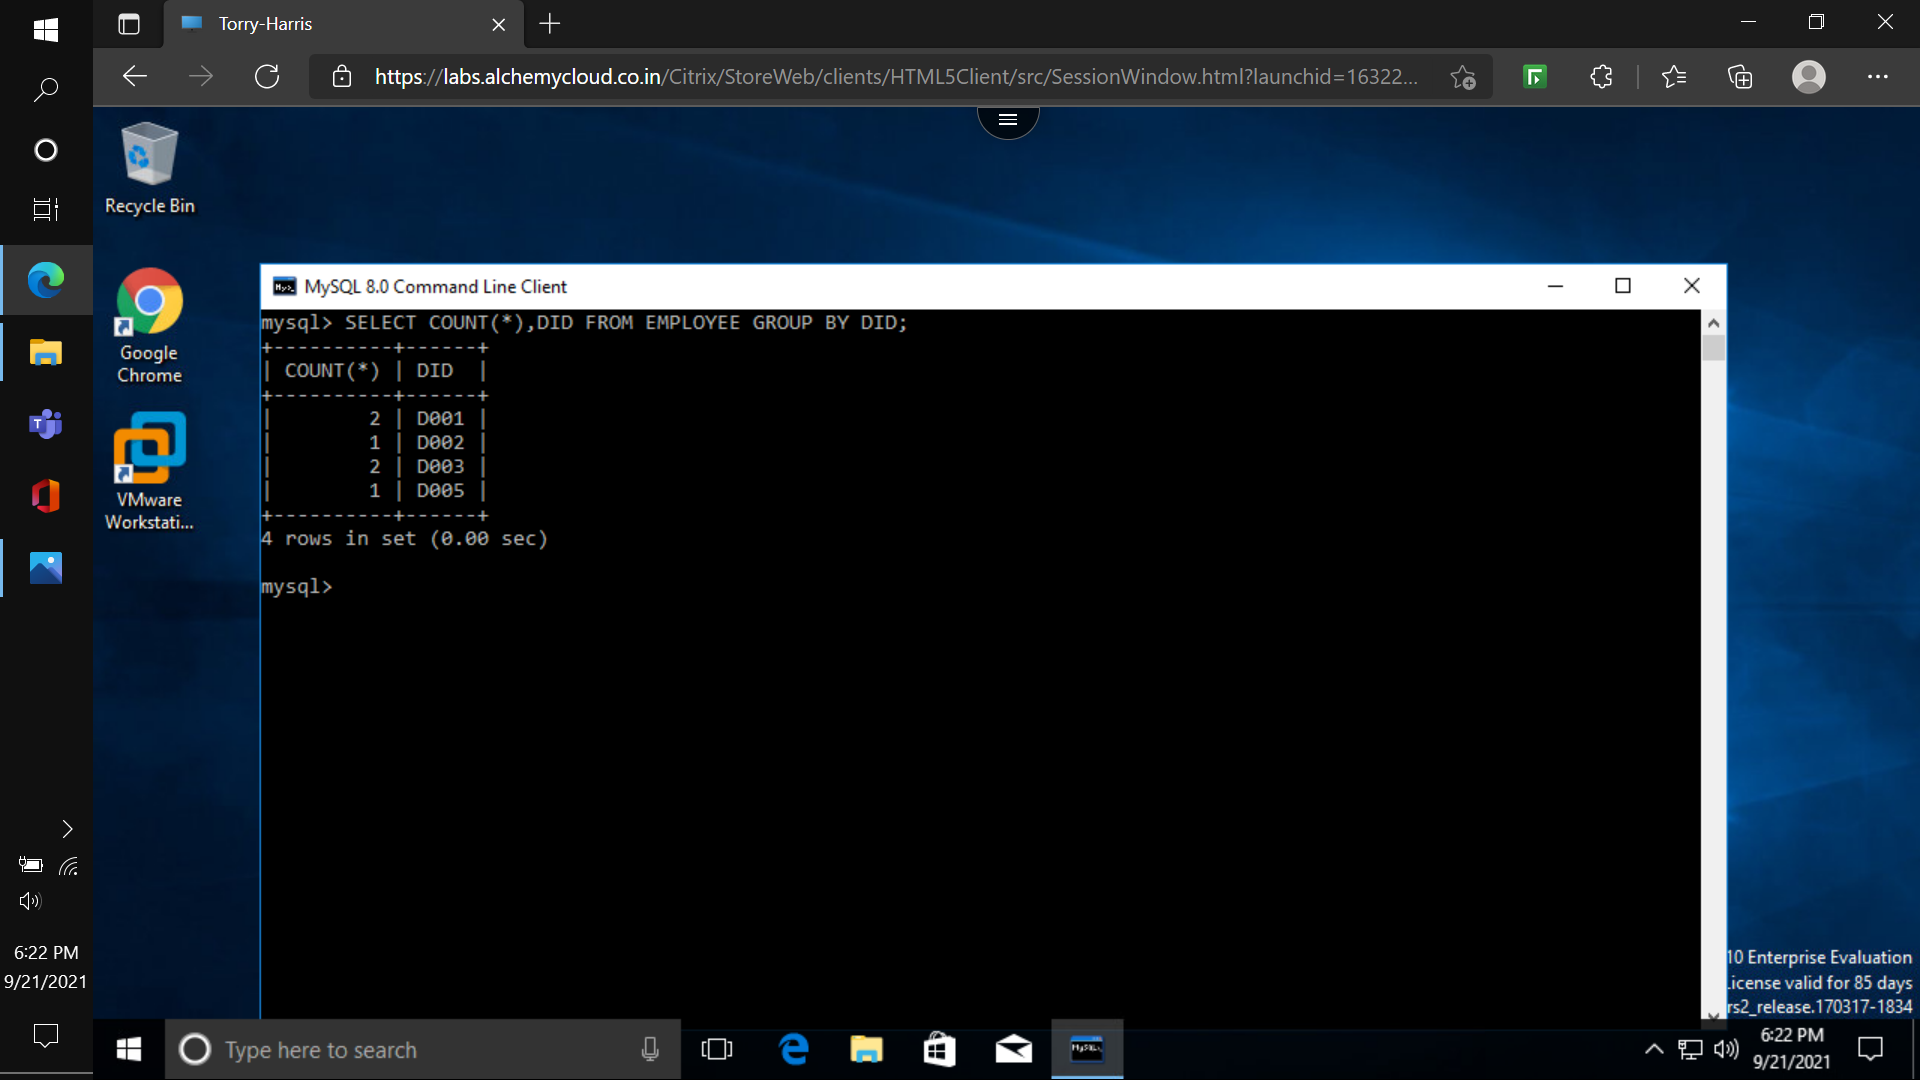 Torry-Harris
https://labs.alchemycloud.co.in/Citrix/StoreWeb/clients/HTML5Client/src/SessionWindow.html?launchid=16322...
Recycle Bin
Google
Chrome
VMware
Workstati...
MySQL 8.0 Command Line Client
mysql> SELECT COUNT(*),DID FROM EMPLOYEE GROUP BY DID;
+----------+------+
| COUNT(*) | DID  |
+----------+------+
|        2 | D001 |
|        1 | D002 |
|        2 | D003 |
|        1 | D005 |
+----------+------+
4 rows in set (0.00 sec)
mysql>
10 Enterprise Evaluation
License valid for 85 days
rs2_release.170317-1834
6:22 PM
9/21/2021
Type here to search
6:22 PM
9/21/2021